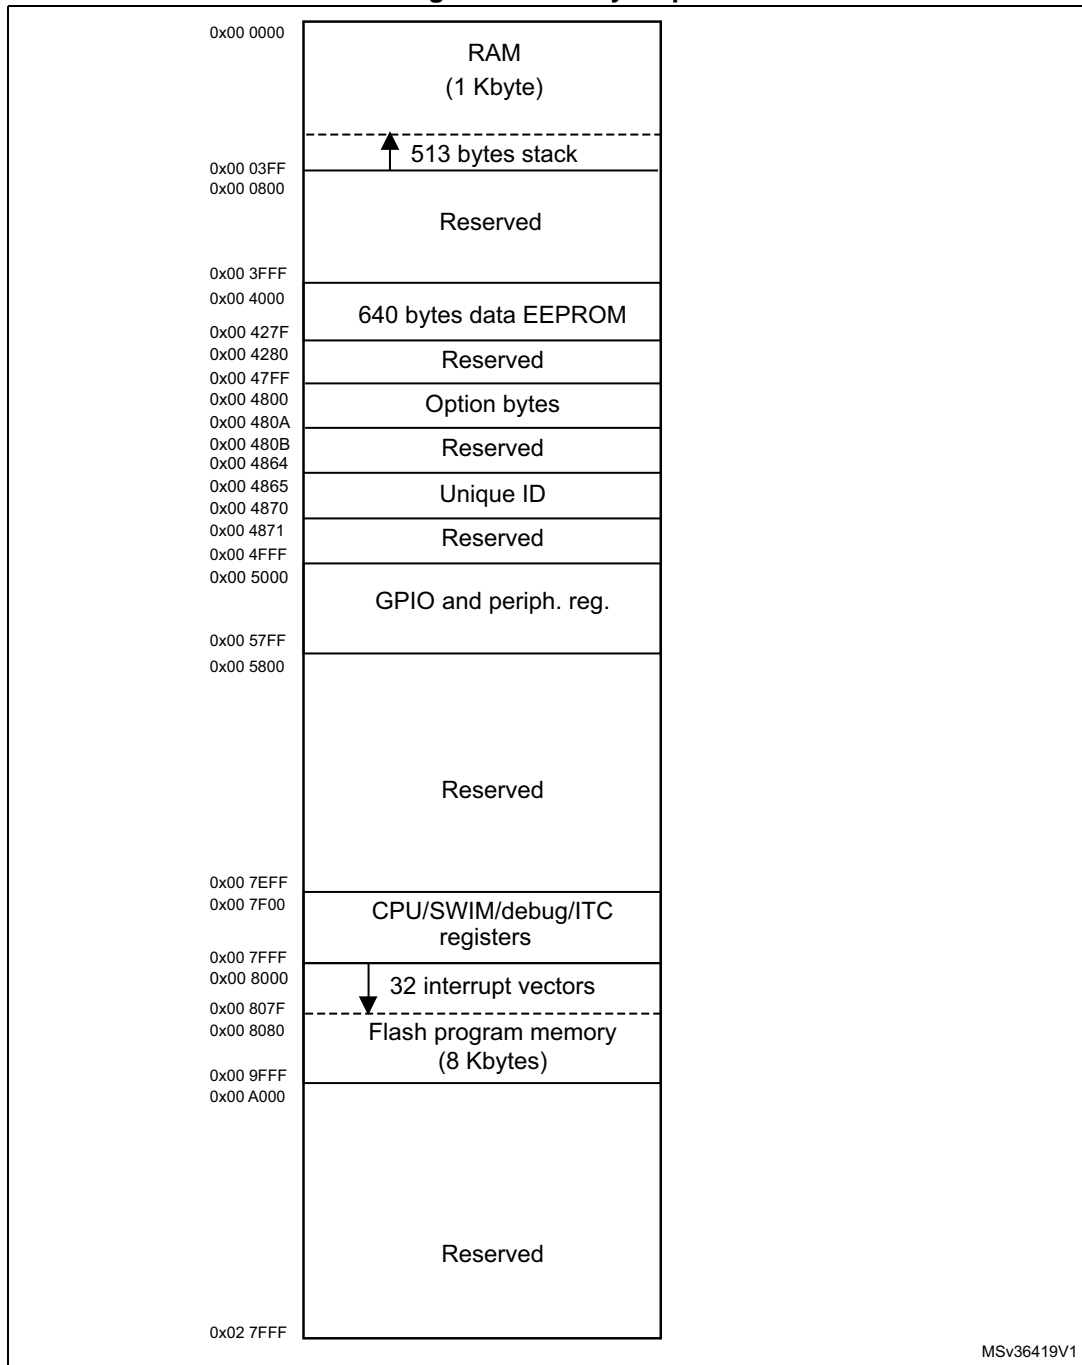 0x00 0000
RAM
(1 Kbyte)
513 bytes stack
0x00 03FF
0x00 0800
Reserved
0x00 3FFF
0x00 4000
640 bytes data EEPROM
0x00 427F
0x00 4280
Reserved
0x00 47FF
0x00 4800
Option bytes
0x00 480A
0x00 480B
Reserved
0x00 4864
0x00 4865
Unique ID
0x00 4870
0x00 4871
Reserved
0x00 4FFF
0x00 5000
GPIO and periph. reg.
0x00 57FF
0x00 5800
Reserved
0x00 7EFF
0x00 7F00
CPU/SWIM/debug/ITC
registers
0x00 7FFF
0x00 8000
32 interrupt vectors
0x00 807F
0x00 8080
Flash program memory
(8 Kbytes)
0x00 9FFF
0x00 A000
Reserved
0x02 7FFF
MSv36419V1